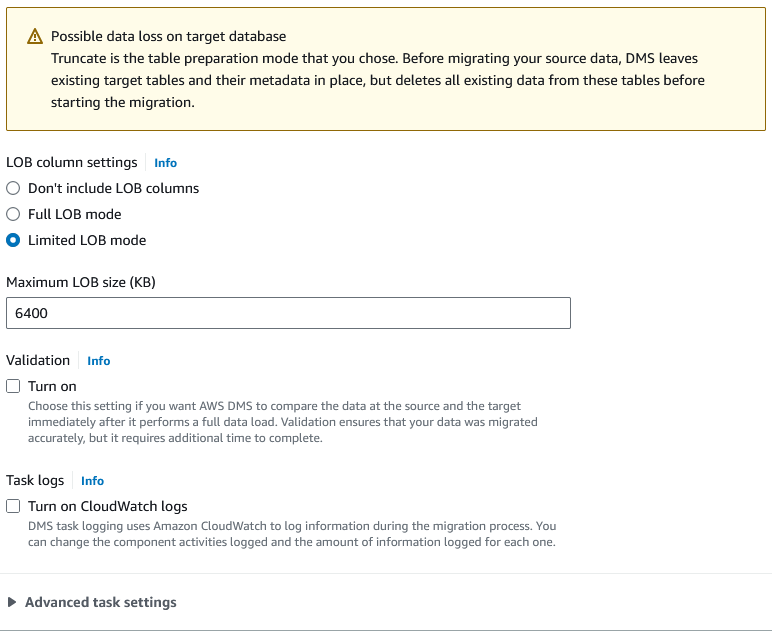 Possible data loss on target database
Truncate is the table preparation mode that you chose. Before migrating your source data, DMS leaves
existing target tables and their metadata in place, but deletes all existing data from these tables before
starting the migration.
LOB column settings Info
Don't include LOB columns
Full LOB mode
Limited LOB mode
Maximum LOB size (KB)
6400
Validation Info
Turn on
Choose this setting if you want AWS DMS to compare the data at the source and the target
immediately after it performs a full data load. Validation ensures that your data was migrated
accurately, but it requires additional time to complete.
Task logs Info
Turn on CloudWatch logs
DMS task logging uses Amazon CloudWatch to log information during the migration process. You
can change the component activities logged and the amount of information logged for each one.
Advanced task settings